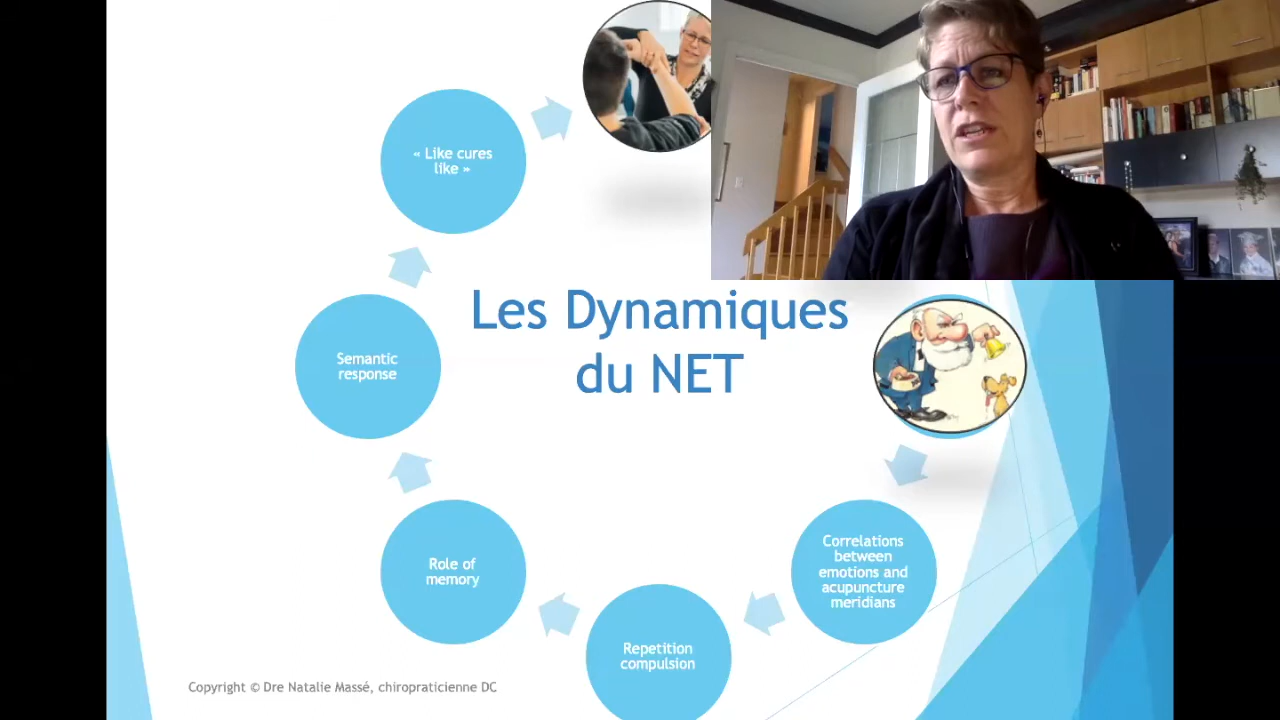 « Like cures
like »
Les Dynamiques
du NET
Semantic
response
Correlations
between
emotions and
acupuncture
meridians
Role of
memory
Repetition
compulsion
Copyright © Dre Natalie Massé, chiropraticienne DC